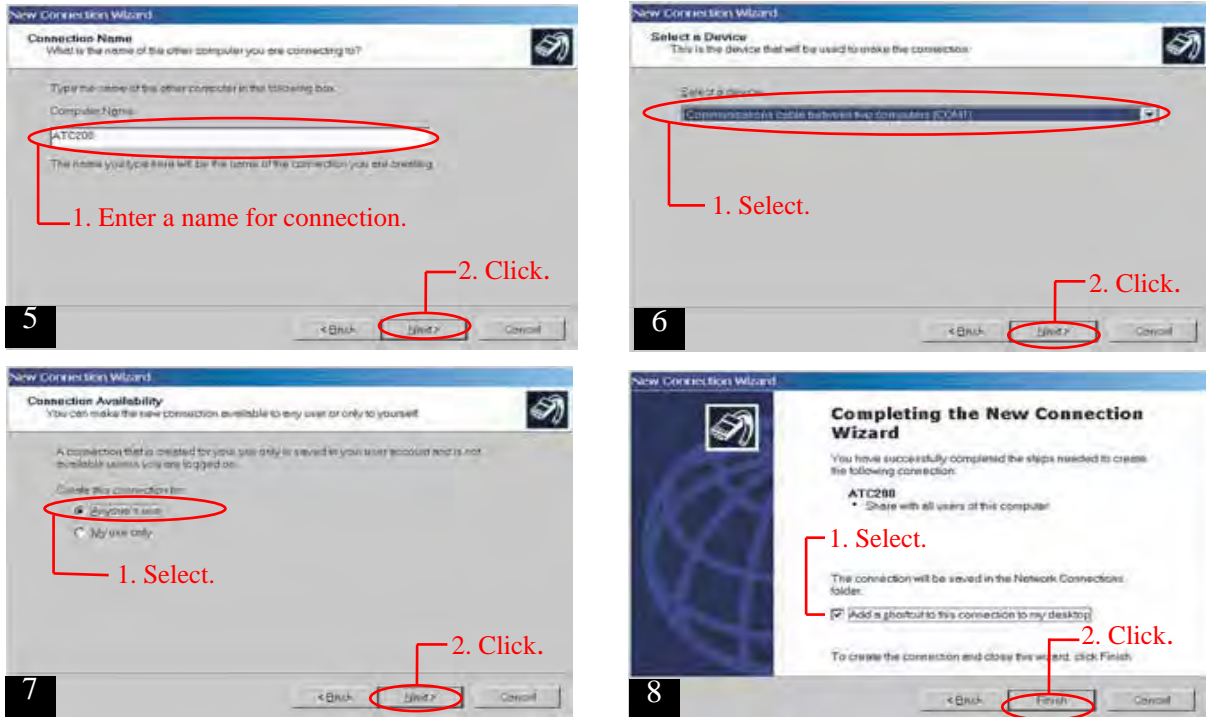 New Connection Wizard
Connection Name
What is the name of the other computer you are connecting to?
Type the name of the other computer in the following box.
Computer Name
ATC200
The name you type here will be the name of the connection you are creating.
1. Enter a name for connection.
2. Click.
5
< Back
Next >
Cancel
New Connection Wizard
Select a Device
This is the device that will be used to make the connection.
Select a device:
Communications cable between two computers (COM1)
1. Select.
2. Click.
6
< Back
Next >
Cancel
New Connection Wizard
Connection Availability
You can make the new connection available to any user or only to yourself.
A connection that is created for your use only is saved in your user account and is not
available unless you are logged on.
Create this connection for:
Anyone's use
My use only
1. Select.
2. Click.
7
< Back
Next >
Cancel
New Connection Wizard
Completing the New Connection
Wizard
You have successfully completed the steps needed to create
the following connection:
ATC200
• Share with all users of this computer
1. Select.
The connection will be saved in the Network Connections
folder.
Add a shortcut to this connection to my desktop
2. Click.
To create the connection and close this wizard, click Finish.
8
< Back
Finish
Cancel